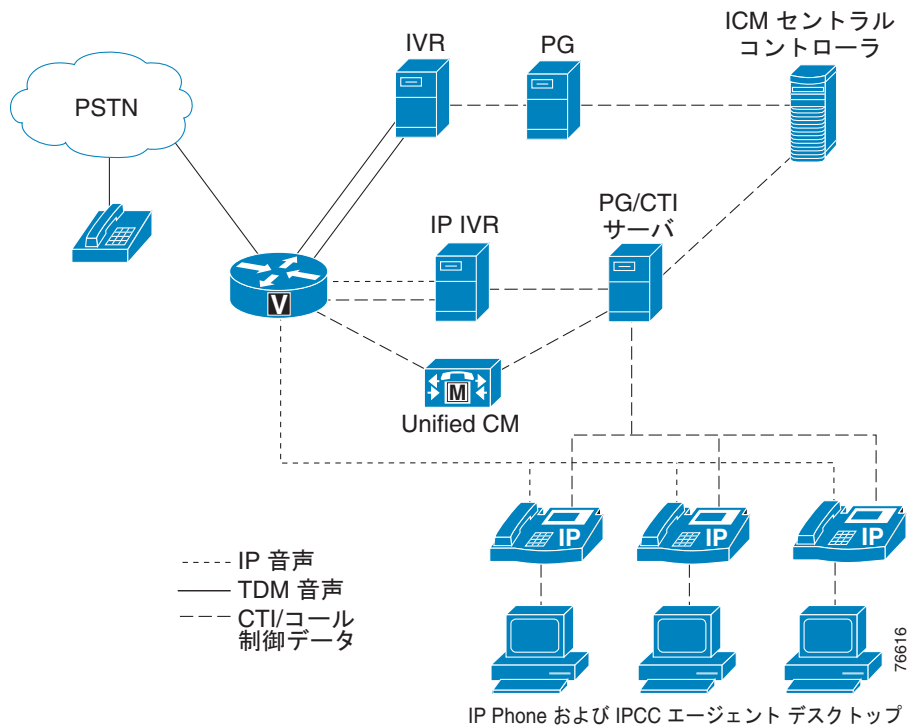 IVR
PG
ICM セントラル
コントローラ
PSTN
IP IVR
PG/CTI
サーバ
V
M
Unified CM
IP
IP
IP
IP 音声
TDM 音声
CTI/コール
制御データ
76616
IP Phone および IPCC エージェント デスクトップ